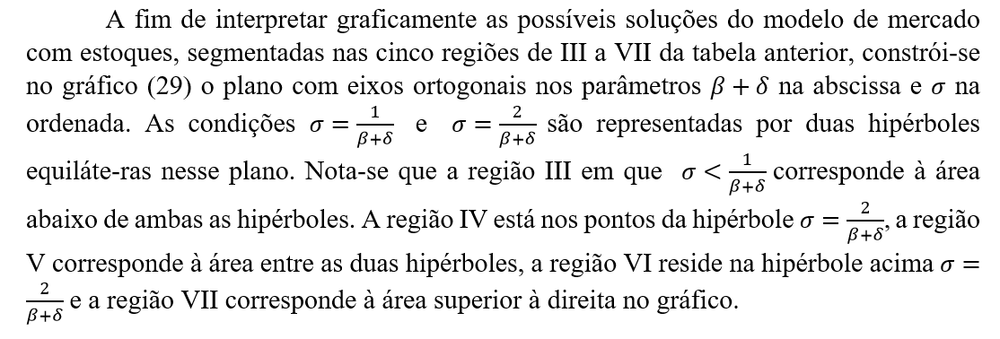 A fim de interpretar graficamente as possíveis soluções do modelo de mercado
com estoques, segmentadas nas cinco regiões de III a VII da tabela anterior, constrói-se
no gráfico (29) o plano com eixos ortogonais nos parâmetros β + δ na abscissa e σ na
ordenada. As condições σ = 1/(β+δ) e σ = 2/(β+δ) são representadas por duas hipérboles
equiláte-ras nesse plano. Nota-se que a região III em que σ < 1/(β+δ) corresponde à área
abaixo de ambas as hipérboles. A região IV está nos pontos da hipérbole σ = 2/(β+δ), a região
V corresponde à área entre as duas hipérboles, a região VI reside na hipérbole acima σ =
2/(β+δ) e a região VII corresponde à área superior à direita no gráfico.